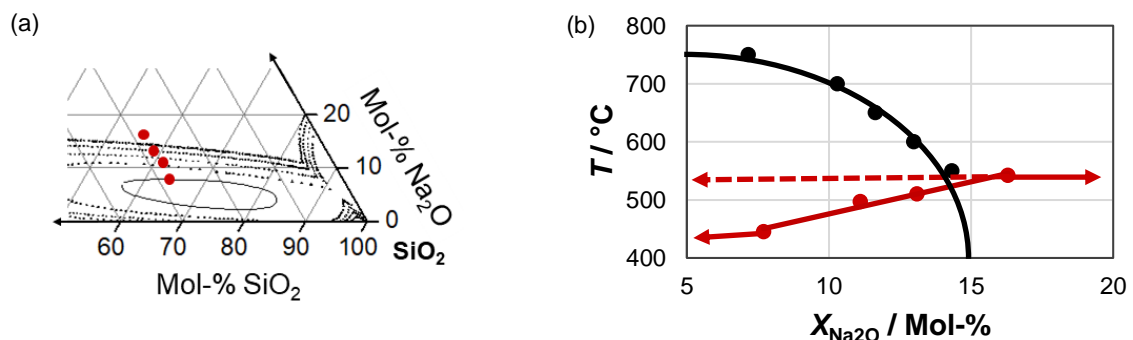 (a)
20
10
0
Mol-% Na₂O
60 70 80 90 100 SiO₂
Mol-% SiO₂
(b)
800
700
600
500
400
T / °C
5 10 15 20
X_Na2O / Mol-%